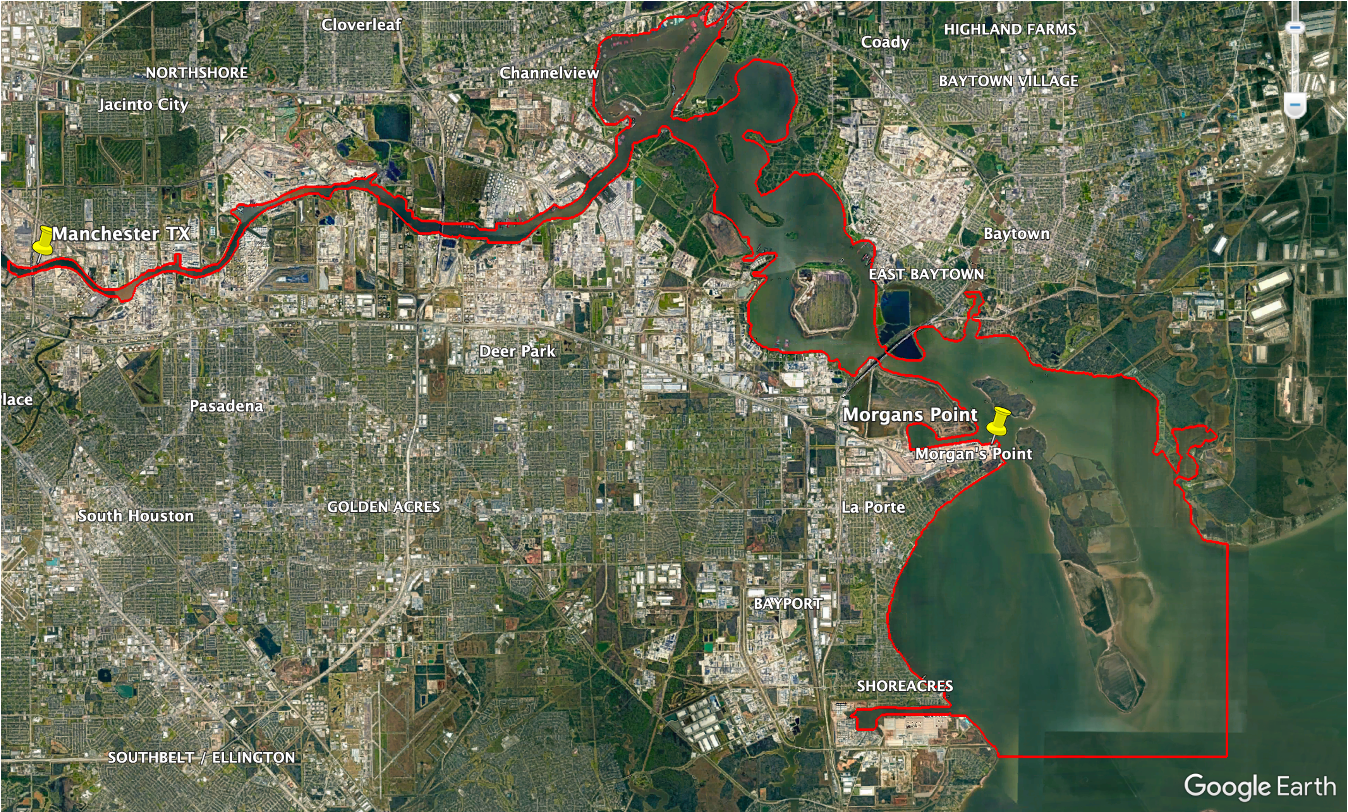 Cloverleaf
HIGHLAND FARMS
Coady
NORTHSHORE
Channelview
BAYTOWN VILLAGE
Jacinto City
Manchester TX
Baytown
EAST BAYTOWN
Deer Park
lace
Pasadena
Morgans Point
Morgan's Point
South Houston
GOLDEN ACRES
La Porte
BAYPORT
SHOREACRES
SOUTHBELT / ELLINGTON
Google Earth